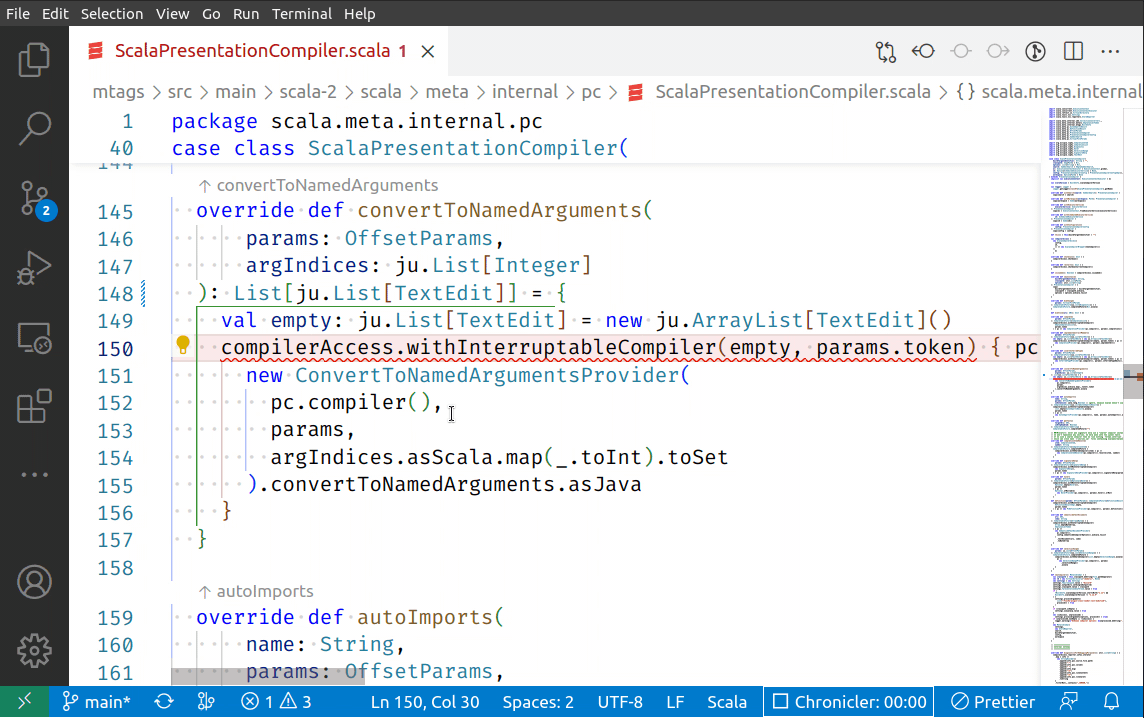 File Edit Selection View Go Run Terminal Help
ScalaPresentationCompiler.scala 1
mtags > src > main > scala-2 > scala > meta > internal > pc > ScalaPresentationCompiler.scala > {} scala.meta.internal
1 package scala.meta.internal.pc
40 case class ScalaPresentationCompiler(
144
↑ convertToNamedArguments
145 override def convertToNamedArguments(
146 params: OffsetParams,
147 argIndices: ju.List[Integer]
148 ): List[ju.List[TextEdit]] = {
149 val empty: ju.List[TextEdit] = new ju.ArrayList[TextEdit]()
150 compilerAccess.withInterruptableCompiler(empty, params.token) { pc
151 new ConvertToNamedArgumentsProvider(
152 pc.compiler(),
153 params,
154 argIndices.asScala.map(_.toInt).toSet
155 ).convertToNamedArguments.asJava
156 }
157 }
158
↑ autoImports
159 override def autoImports(
160 name: String,
161 params: OffsetParams,
2
main* 1 3 Ln 150, Col 30 Spaces: 2 UTF-8 LF Scala Chronicler: 00:00 Prettier